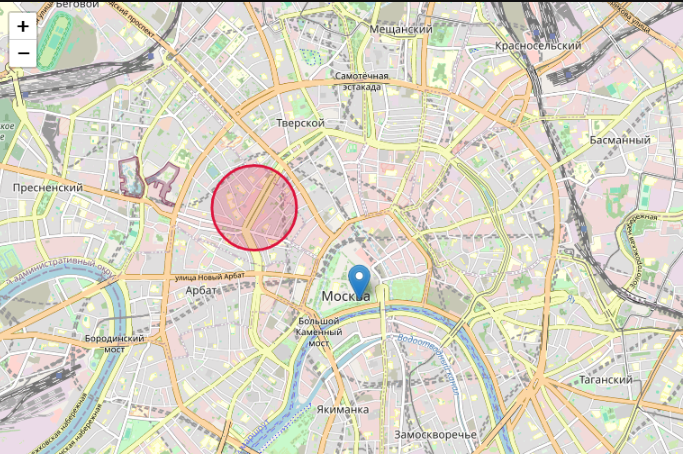 +
−
Беговой
Мещанский
Красносельский
Самотёчная
эстакада
Тверской
Басманный
Пресненский
улица Новый Арбат
Арбат
Москва
Большой
Каменный
мост
Бородинский
мост
Водоотводный канал
Таганский
Якиманка
Замоскворечье